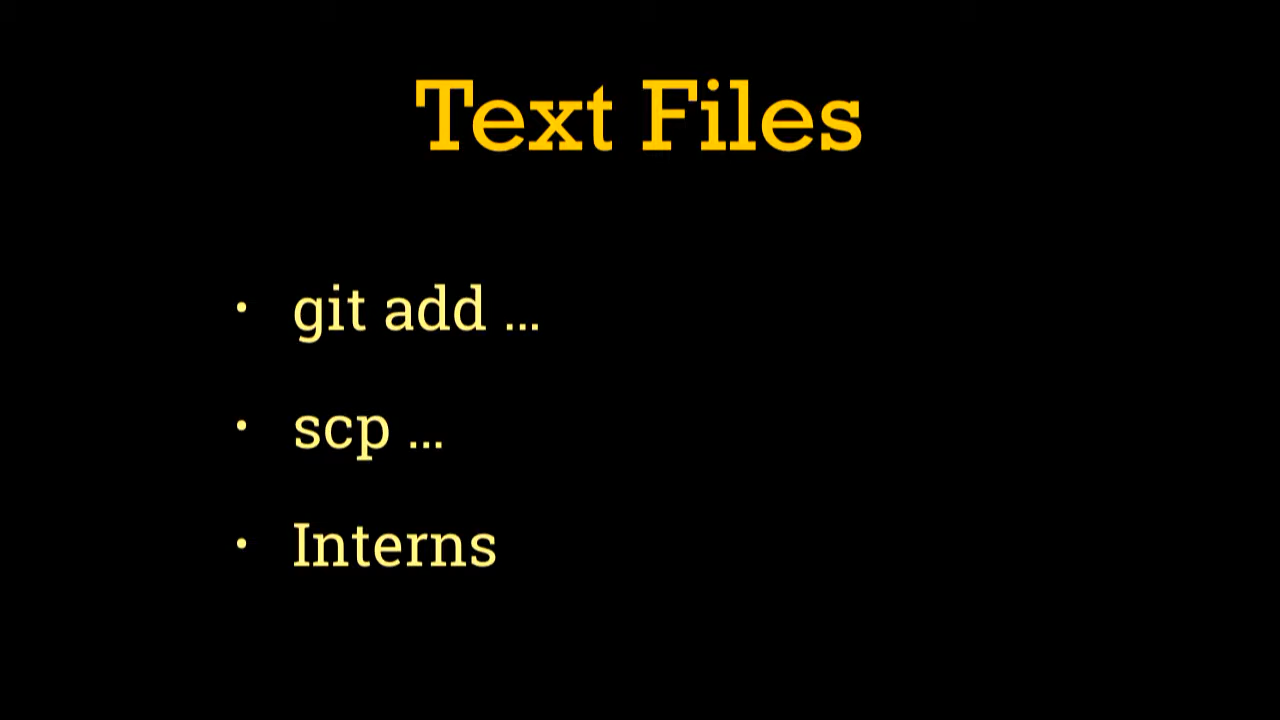 Text Files
• git add ...
• scp ...
• Interns